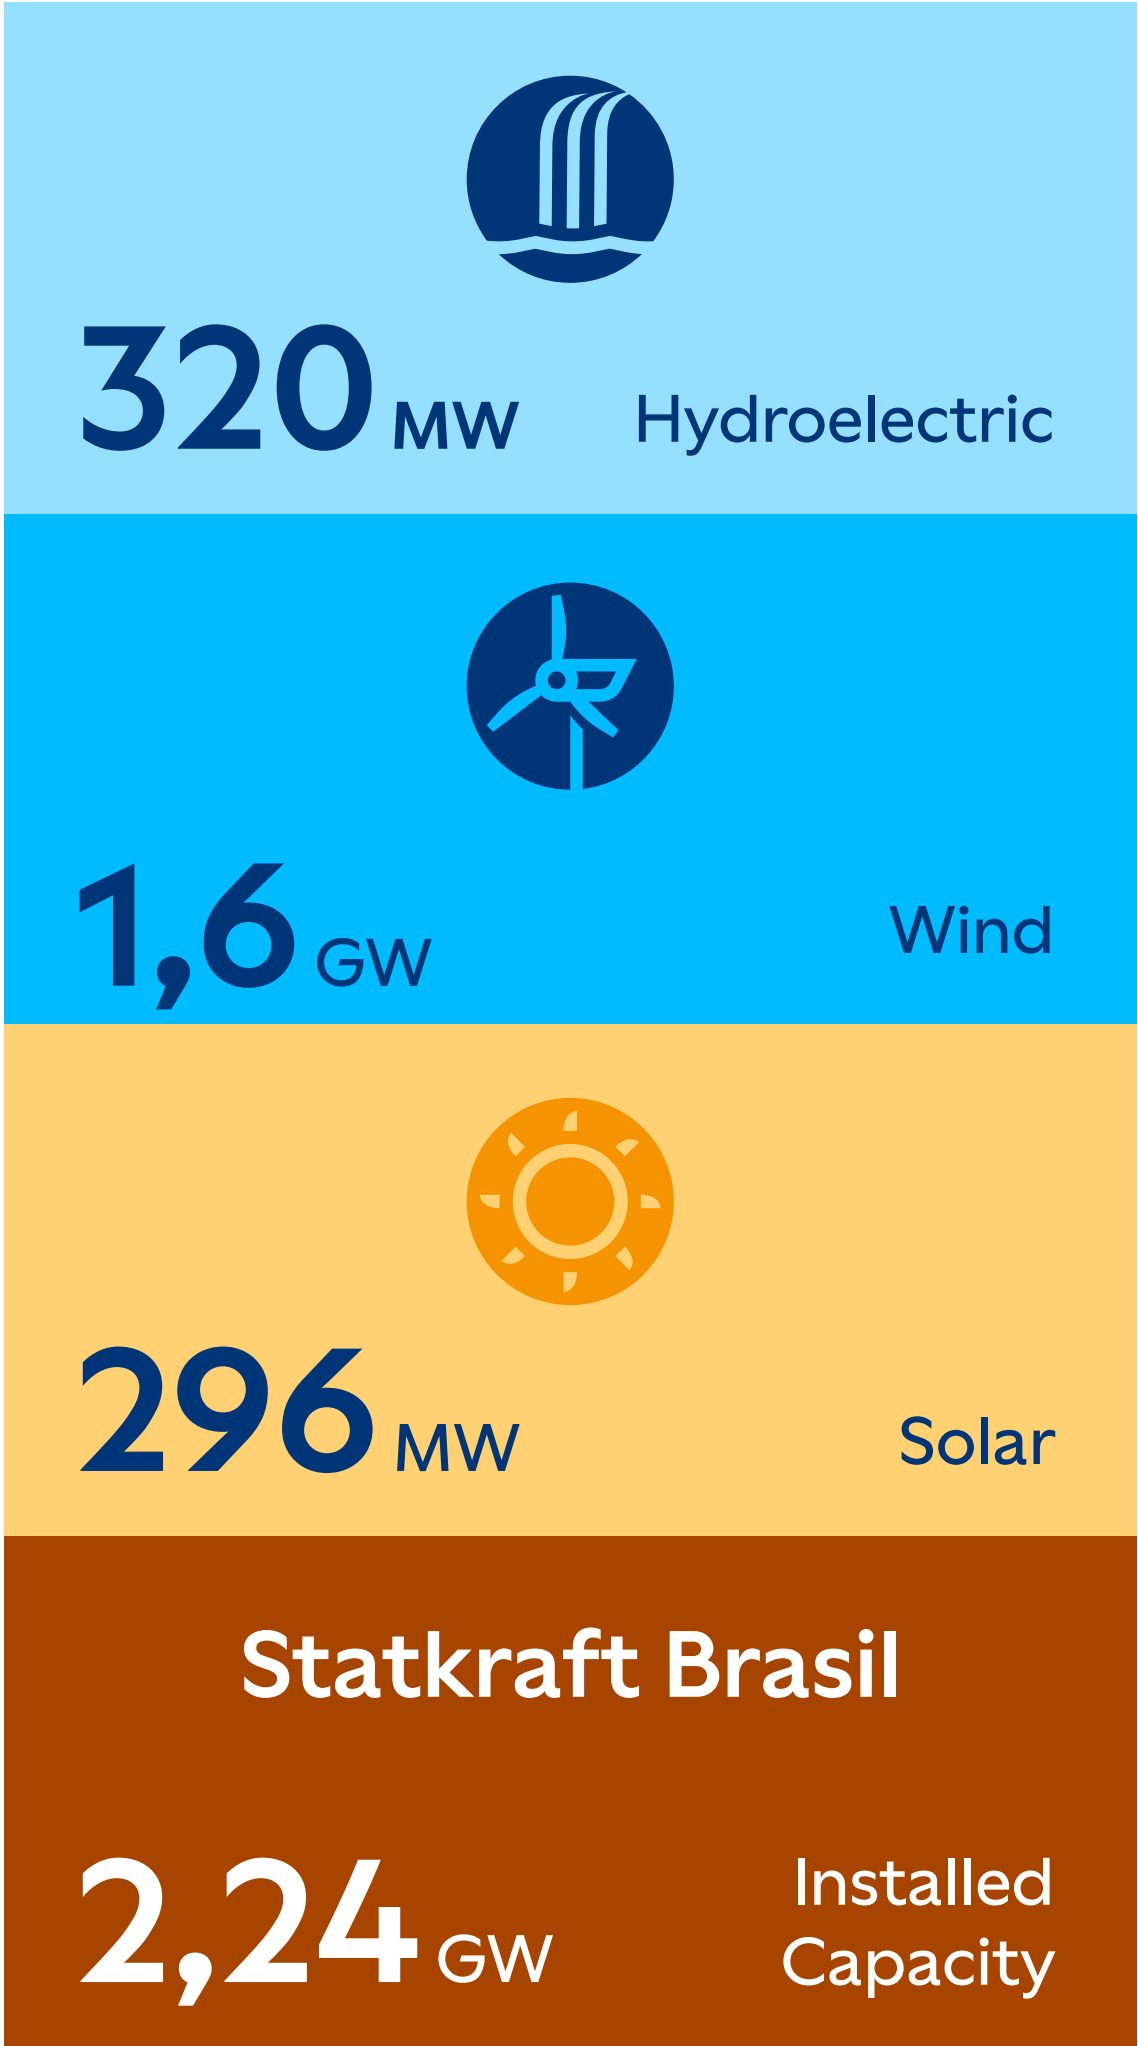 320 MW Hydroelectric
1,6 GW Wind
296 MW Solar
Statkraft Brasil
2,24 GW
Installed
Capacity